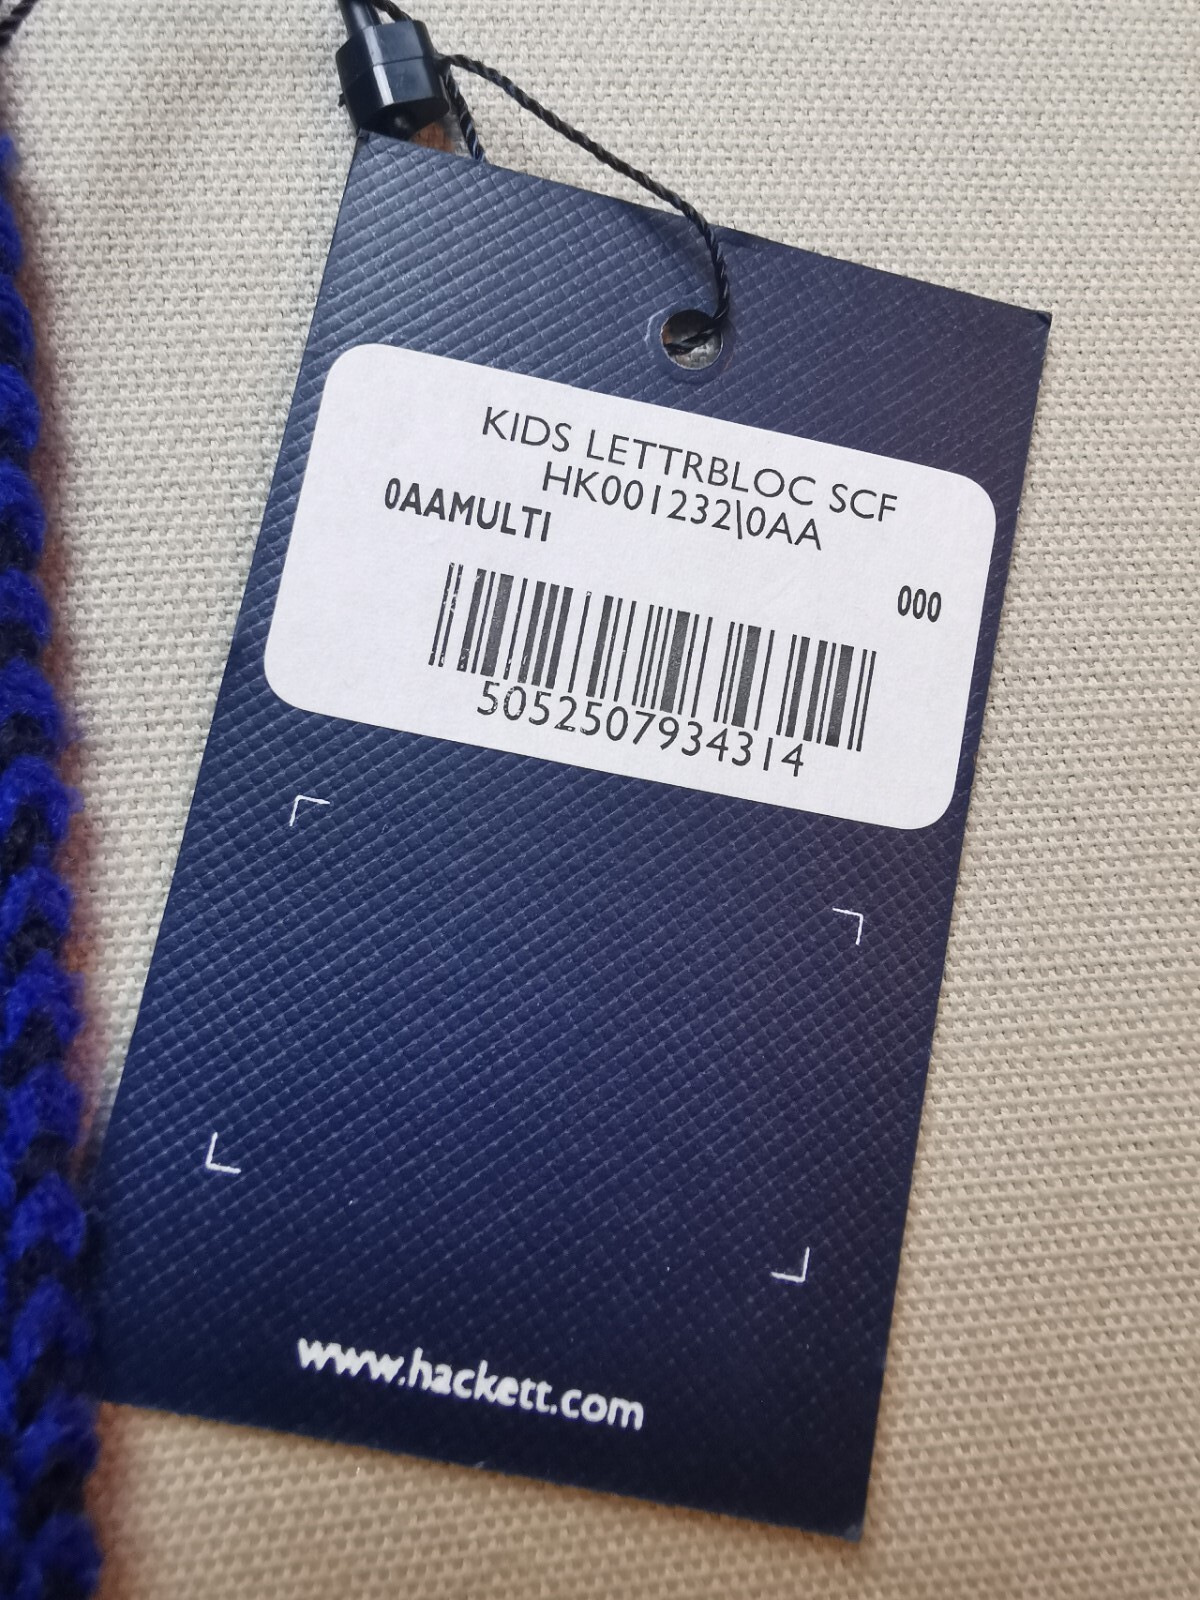 KIDS LETTRBLOC SCF
HK001232\0AA
0AAMULTI
000
5052507934314
www.hackett.com